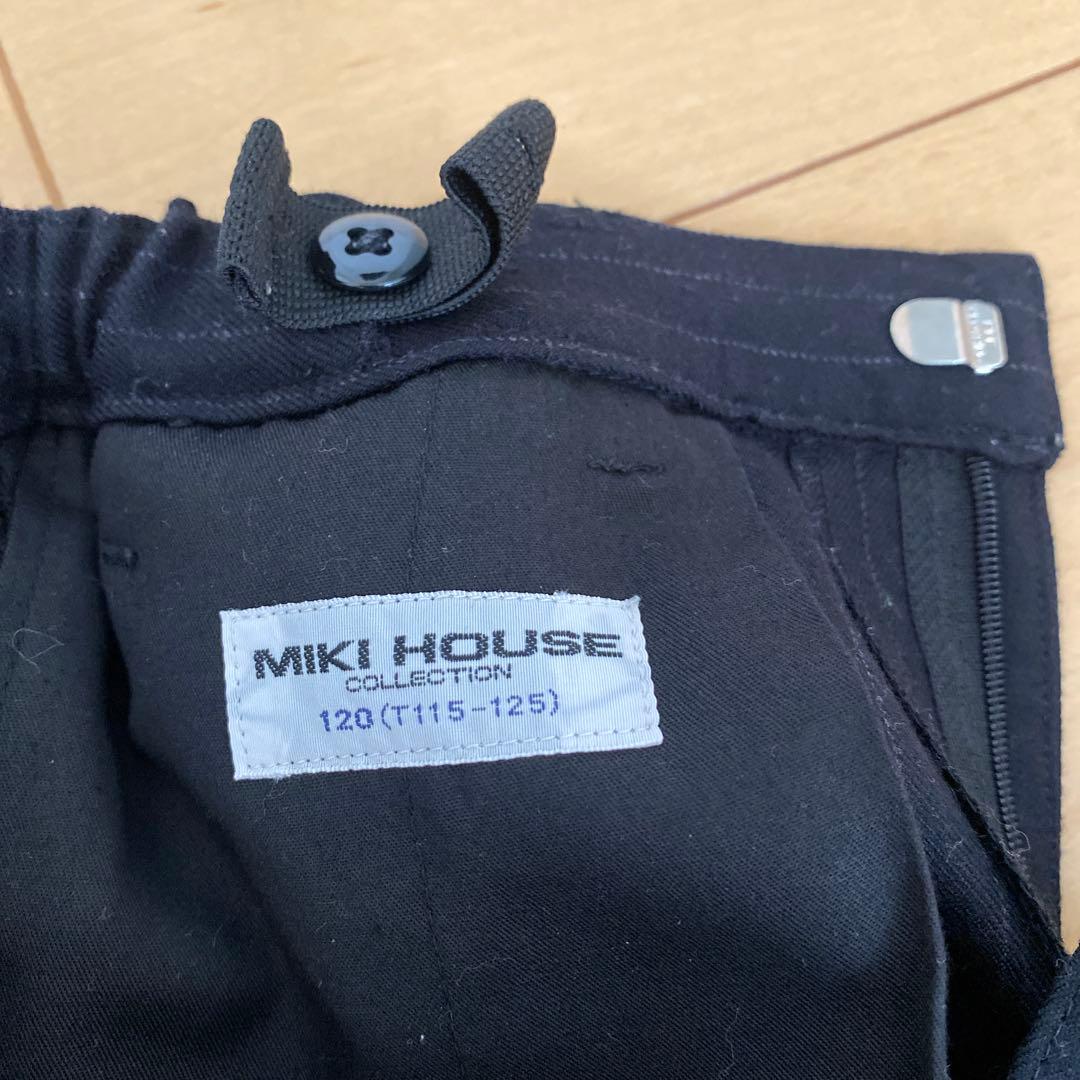 MIKI HOUSE
COLLECTION
120(T115-125)